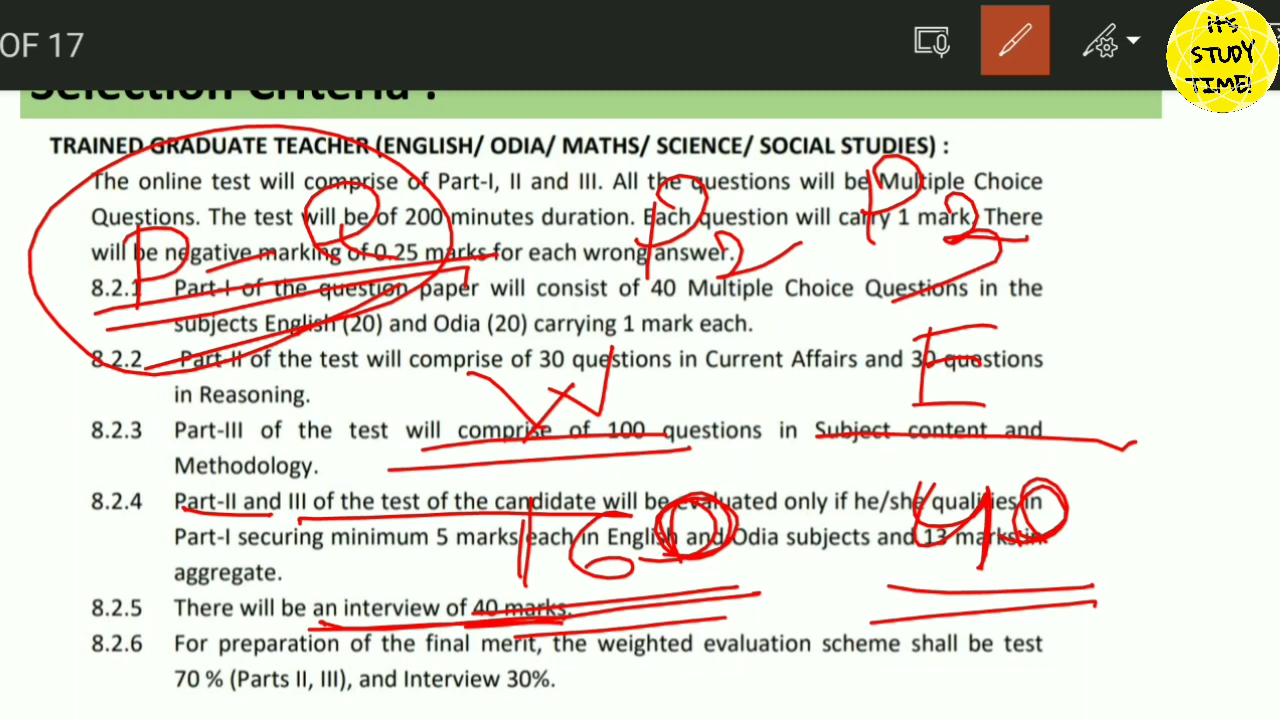 OF 17
IT'S
STUDY
TIME!
Selection Criteria :
TRAINED GRADUATE TEACHER (ENGLISH/ ODIA/ MATHS/ SCIENCE/ SOCIAL STUDIES) :
The online test will comprise of Part-I, II and III. All the questions will be Multiple Choice
Questions. The test will be of 200 minutes duration. Each question will carry 1 mark. There
will be negative marking of 0.25 marks for each wrong answer.
8.2.1 Part-I of the question paper will consist of 40 Multiple Choice Questions in the
subjects English (20) and Odia (20) carrying 1 mark each.
8.2.2 Part-II of the test will comprise of 30 questions in Current Affairs and 30 questions
in Reasoning.
8.2.3 Part-III of the test will comprise of 100 questions in Subject content and
Methodology.
8.2.4 Part-II and III of the test of the candidate will be evaluated only if he/she qualifies in
Part-I securing minimum 5 marks each in English and Odia subjects and 13 marks in
aggregate.
8.2.5 There will be an interview of 40 marks.
8.2.6 For preparation of the final merit, the weighted evaluation scheme shall be test
70 % (Parts II, III), and Interview 30%.
P2
P3
W
E
160
40